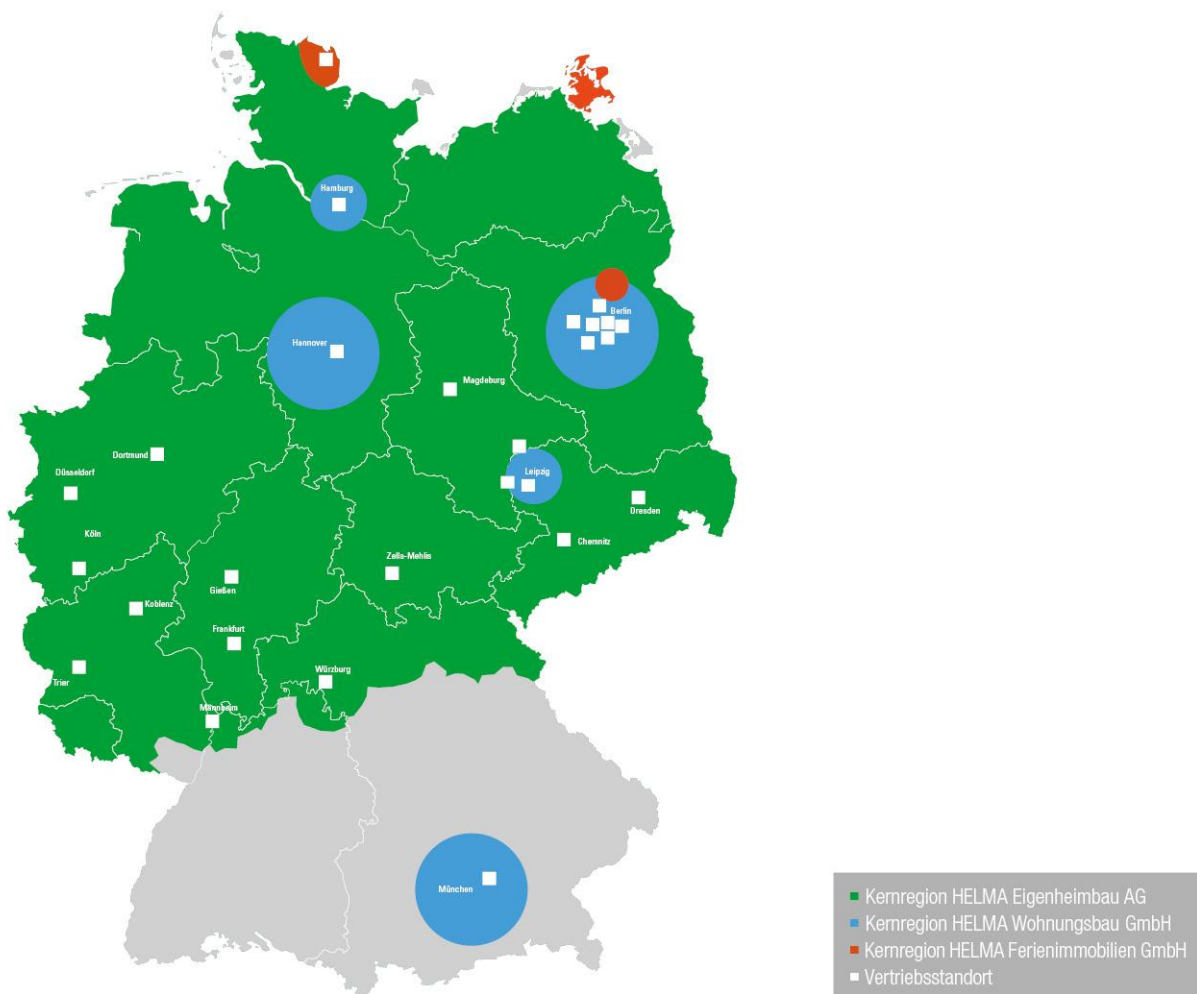 Hamburg
Berlin
Hannover
Magdeburg
Dortmund
Düsseldorf
Leipzig
Dresden
Köln
Chemnitz
Zella-Mehlis
Gießen
Koblenz
Frankfurt
Würzburg
Trier
Mannheim
München
Kernregion HELMA Eigenheimbau AG
Kernregion HELMA Wohnungsbau GmbH
Kernregion HELMA Ferienimmobilien GmbH
Vertriebsstandort